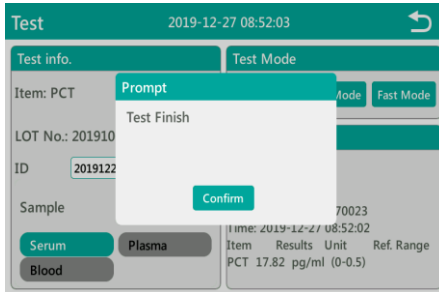 Test 2019-12-27 08:52:03
Test info.
Test Mode
Item: PCT
Prompt
Mode Fast Mode
Test Finish
LOT No.: 201910
ID 2019122
Confirm
Sample
70023
Time: 2019-12-27 08:52:02
Serum Plasma
Item Results Unit Ref. Range
Blood
PCT 17.82 pg/ml (0-0.5)